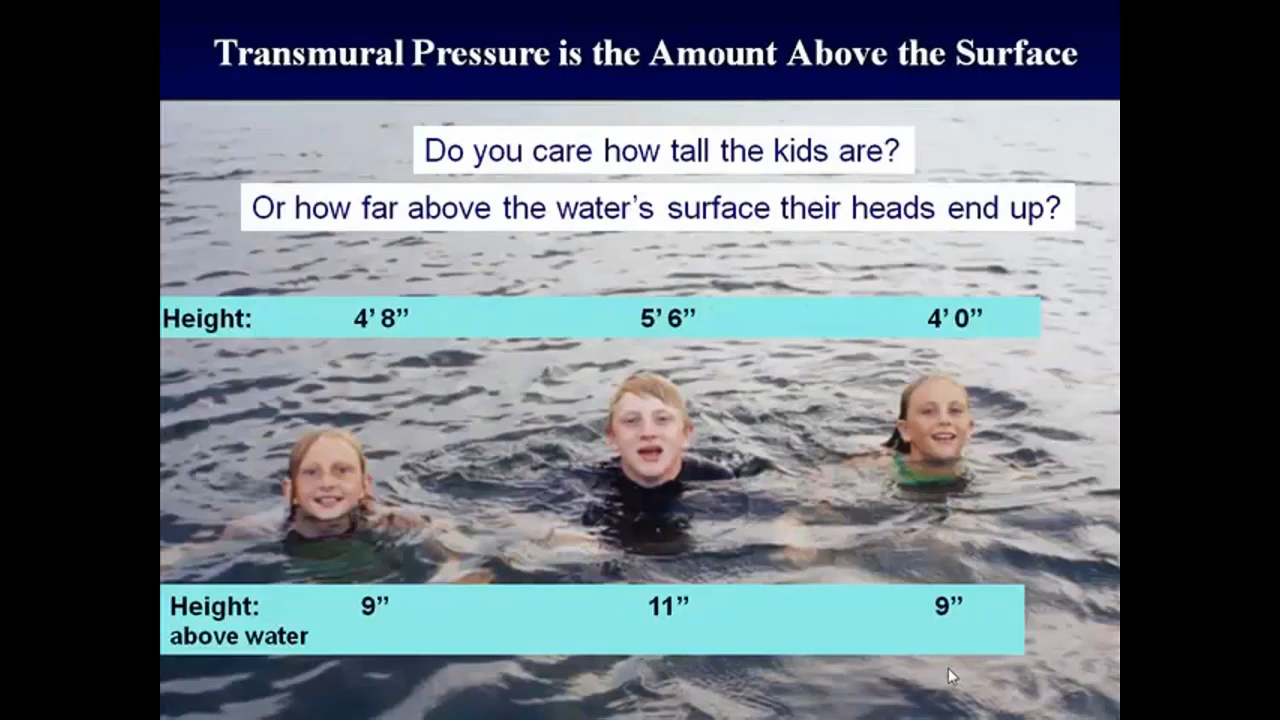 Transmural Pressure is the Amount Above the Surface
Do you care how tall the kids are?
Or how far above the water’s surface their heads end up?
Height: 4’ 8” 5’ 6” 4’ 0”
Height: 9” 11” 9”
above water